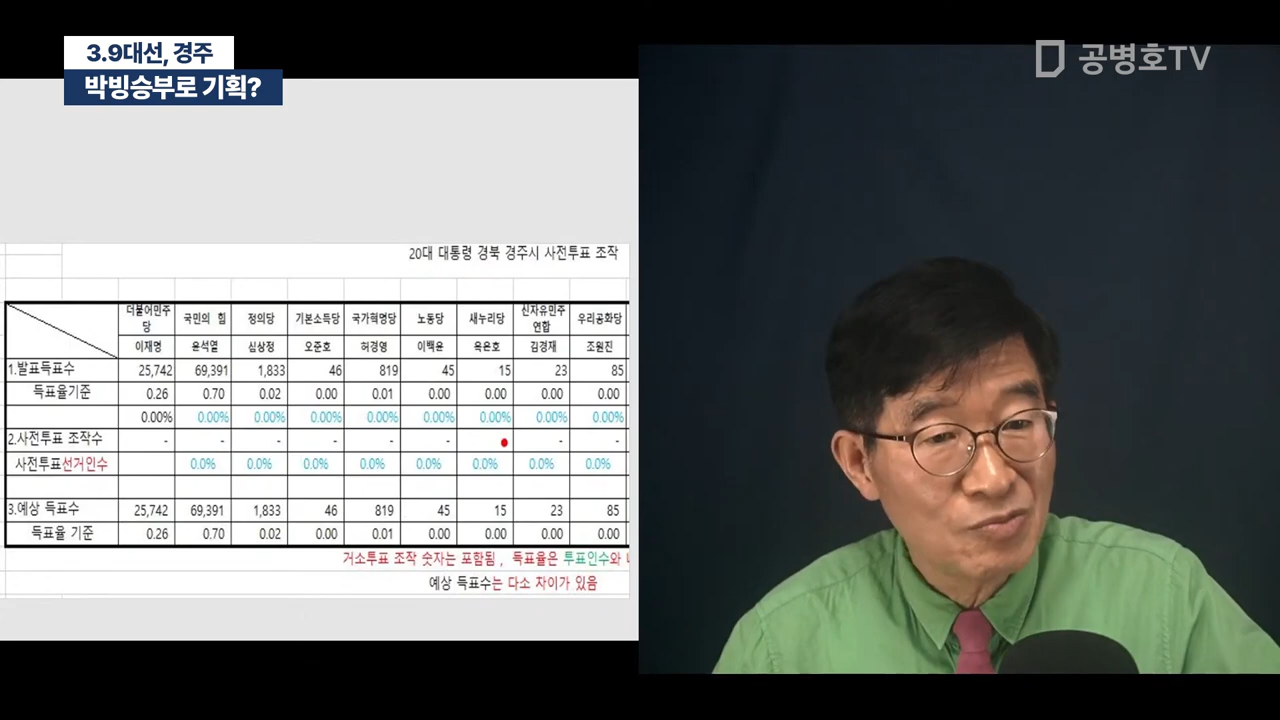 3.9대선, 경주
박빙승부로 기획?
공병호TV
20대 대통령 경북 경주시 사전투표 조작
더불어민주당 국민의 힘 정의당 기본소득당 국가혁명당 노동당 새누리당 신자유민주연합 우리공화당
이재명 윤석열 심상정 오준호 허경영 이백윤 옥은호 김경재 조원진
1.발표득표수 25,742 69,391 1,833 46 819 45 15 23 85
득표율기준 0.26 0.70 0.02 0.00 0.01 0.00 0.00 0.00 0.00
0.00% 0.00% 0.00% 0.00% 0.00% 0.00% 0.00% 0.00% 0.00%
2.사전투표 조작수 - - - - - - - - -
사전투표선거인수 0.0% 0.0% 0.0% 0.0% 0.0% 0.0% 0.0% 0.0%
3.예상 득표수 25,742 69,391 1,833 46 819 45 15 23 85
득표율 기준 0.26 0.70 0.02 0.00 0.01 0.00 0.00 0.00 0.00
거소투표 조작 숫자는 포함됨 , 득표율은 투표인수와
예상 득표수는 다소 차이가 있음